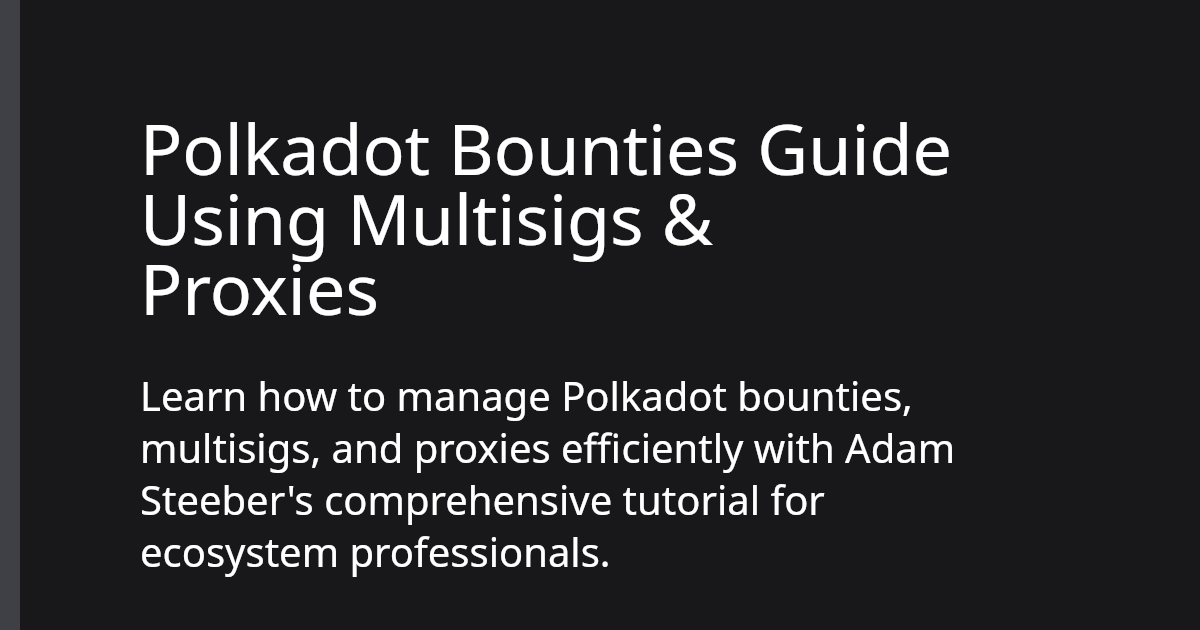 Polkadot Bounties Guide
Using Multisigs &
Proxies
Learn how to manage Polkadot bounties,
multisigs, and proxies efficiently with Adam
Steeber's comprehensive tutorial for
ecosystem professionals.